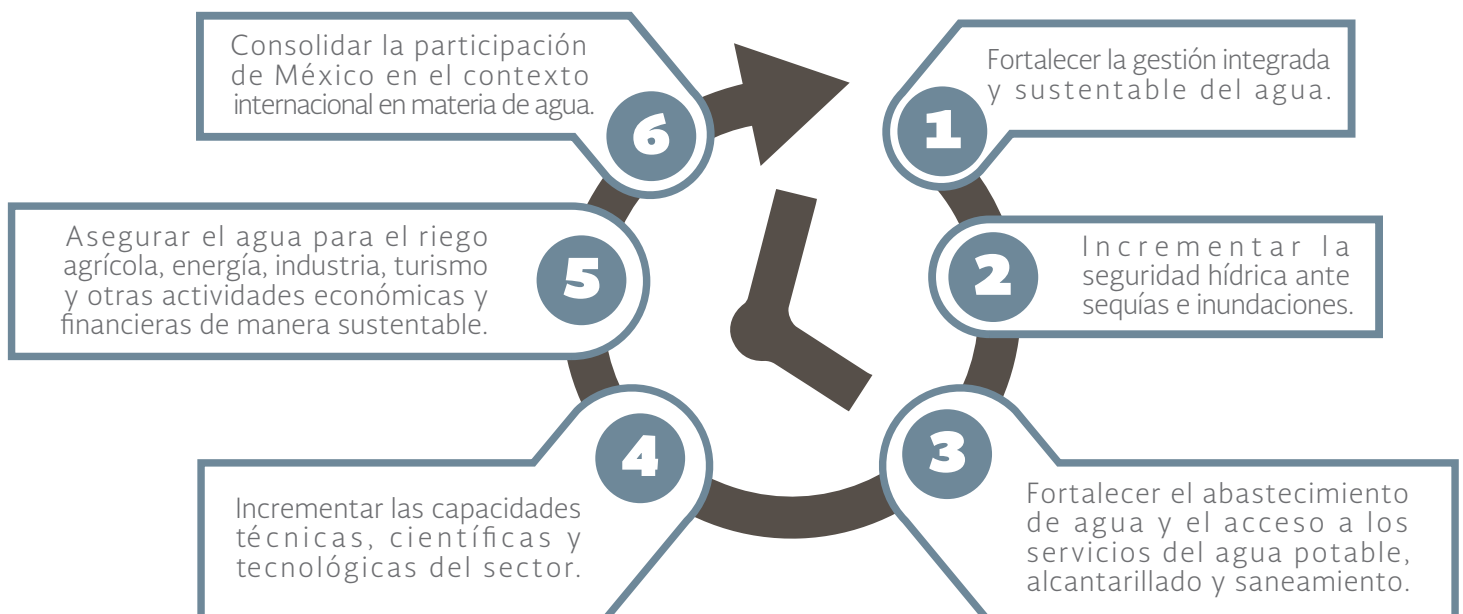 1
Fortalecer la gestión integrada
y sustentable del agua.
2
Incrementar la
seguridad hídrica ante
sequías e inundaciones.
3
Fortalecer el abastecimiento
de agua y el acceso a los
servicios del agua potable,
alcantarillado y saneamiento.
4
Incrementar las capacidades
técnicas, científicas y
tecnológicas del sector.
5
Asegurar el agua para el riego
agrícola, energía, industria, turismo
y otras actividades económicas y
financieras de manera sustentable.
6
Consolidar la participación
de México en el contexto
internacional en materia de agua.